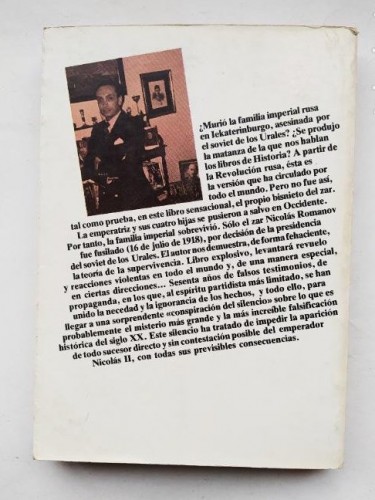 ¿Murió la familia imperial rusa
en Iekaterinburgo, asesinada por
el soviet de los Urales? ¿Se produjo
la matanza de la que nos hablan
los libros de Historia? A partir de
la Revolución rusa, ésta es
la versión que ha circulado por
todo el mundo. Pero no fue así,
tal como prueba, en este libro sensacional, el propio bisnieto del zar.
La emperatriz y sus cuatro hijas se pusieron a salvo en Occidente.
Por tanto, la familia imperial sobrevivió. Sólo el zar Nicolás Romanov
fue fusilado (16 de julio de 1918), por decisión de la presidencia
del soviet de los Urales. El autor nos demuestra, de forma fehaciente,
la teoría de la supervivencia. Libro explosivo, levantará revuelo
y reacciones violentas en todo el mundo y, de una manera especial,
en ciertas direcciones... Sesenta años de falsos testimonios, de
propaganda, en los que, al espíritu partidista más limitado, se han
unido la necedad y la ignorancia de los hechos, y todo ello, para
llegar a una sorprendente «conspiración del silencio» sobre lo que es
probablemente el misterio más grande y la más increíble falsificación
histórica del siglo XX. Este silencio ha tratado de impedir la aparición
de todo sucesor directo y sin contestación posible del emperador
Nicolás II, con todas sus previsibles consecuencias.